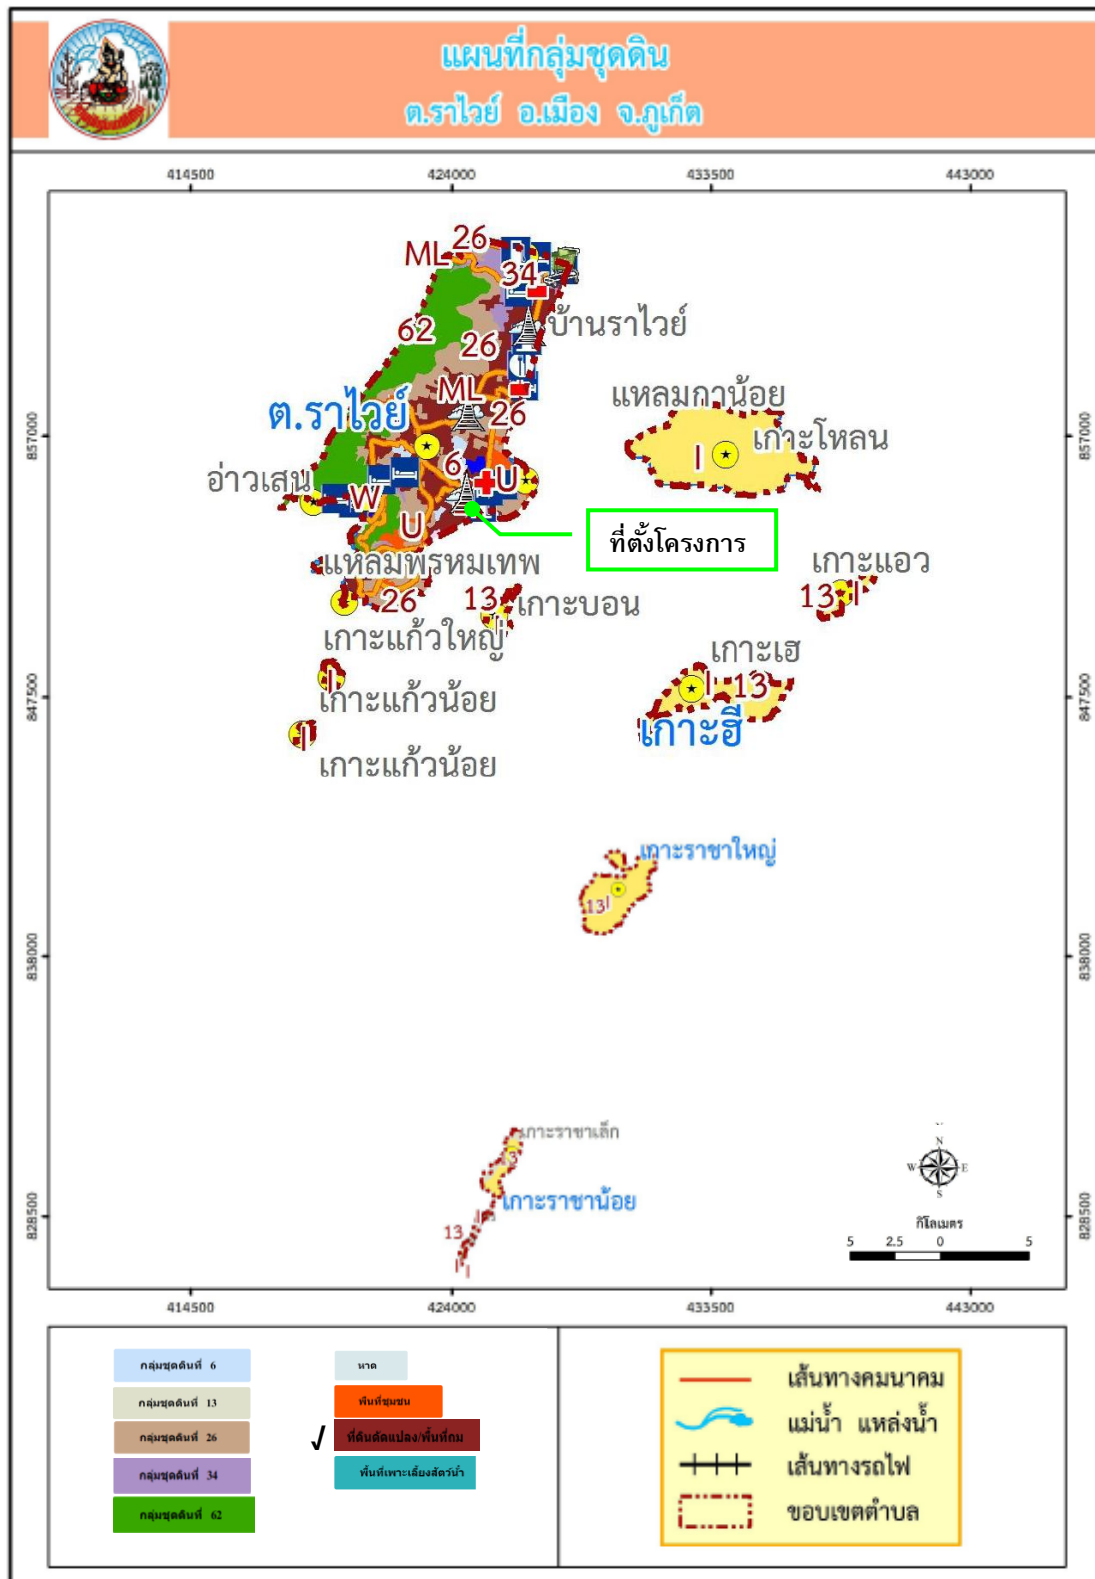 แผนที่กลุ่มชุดดิน
ต.ราไวย์ อ.เมือง จ.ภูเก็ต
414500 424000 433500 443000
26
ML
34
บ้านราไวย์
62
26
ML
แหลมกาน้อย
ต.ราไวย์
26
857000
857000
เกาะโหลน
I
6
อ่าวเสน
W
U
U
ที่ตั้งโครงการ
แหลมพรหมเทพ
เกาะแอว
26
13
เกาะบอน
I
13
I
เกาะแก้วใหญ่
เกาะเฮ
I
I
13
847500
847500
เกาะแก้วน้อย
เกาะฮี
I
เกาะแก้วน้อย
เกาะราชาใหญ่
13
I
838000
838000
เกาะราชาเล็ก
13
เกาะราชาน้อย
828500
828500
13
I
I
N
W E
S
กิโลเมตร
5 2.5 0 5
414500 424000 433500 443000
กลุ่มชุดดินที่ 6
กลุ่มชุดดินที่ 13
กลุ่มชุดดินที่ 26
กลุ่มชุดดินที่ 34
กลุ่มชุดดินที่ 62
หาด
พื้นที่ชุมชน
√ ที่ดินดัดแปลง/พื้นที่ถม
พื้นที่เพาะเลี้ยงสัตว์น้ำ
เส้นทางคมนาคม
แม่น้ำ แหล่งน้ำ
เส้นทางรถไฟ
ขอบเขตตำบล